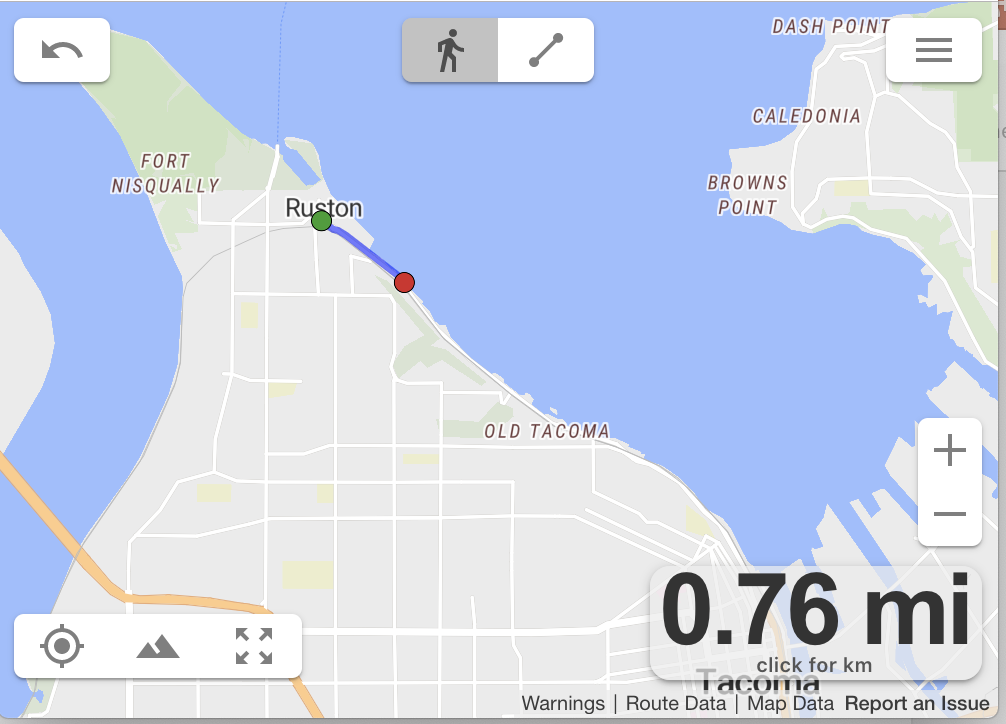 DASH POINT
CALEDONIA
FORT
NISQUALLY
BROWNS
POINT
Ruston
OLD TACOMA
0.76 mi
click for km
Tacoma
Warnings | Route Data | Map Data Report an Issue